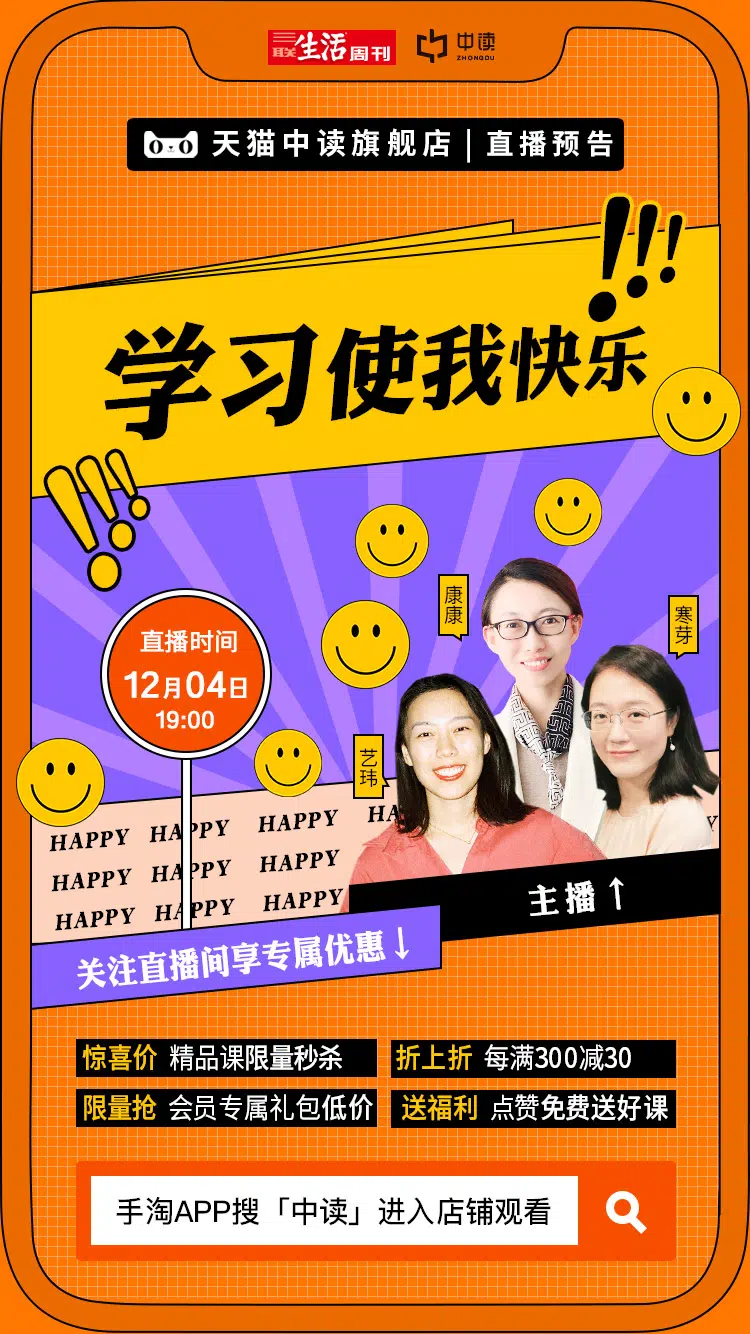 三联生活周刊 中读
ZHONGDU
天猫中读旗舰店 | 直播预告
!!!
学习使我快乐
!!!
康康
寒芽
直播时间
12月04日
19:00
艺玮
HAPPY HAPPY HAPPY HA Y
HAPPY HAPPY HAPPY
HAPPY HAPPY HAPPY
主播↑
关注直播间享专属优惠↓
惊喜价 精品课限量秒杀
折上折 每满300减30
限量抢 会员专属礼包低价
送福利 点赞免费送好课
手淘APP搜「中读」进入店铺观看